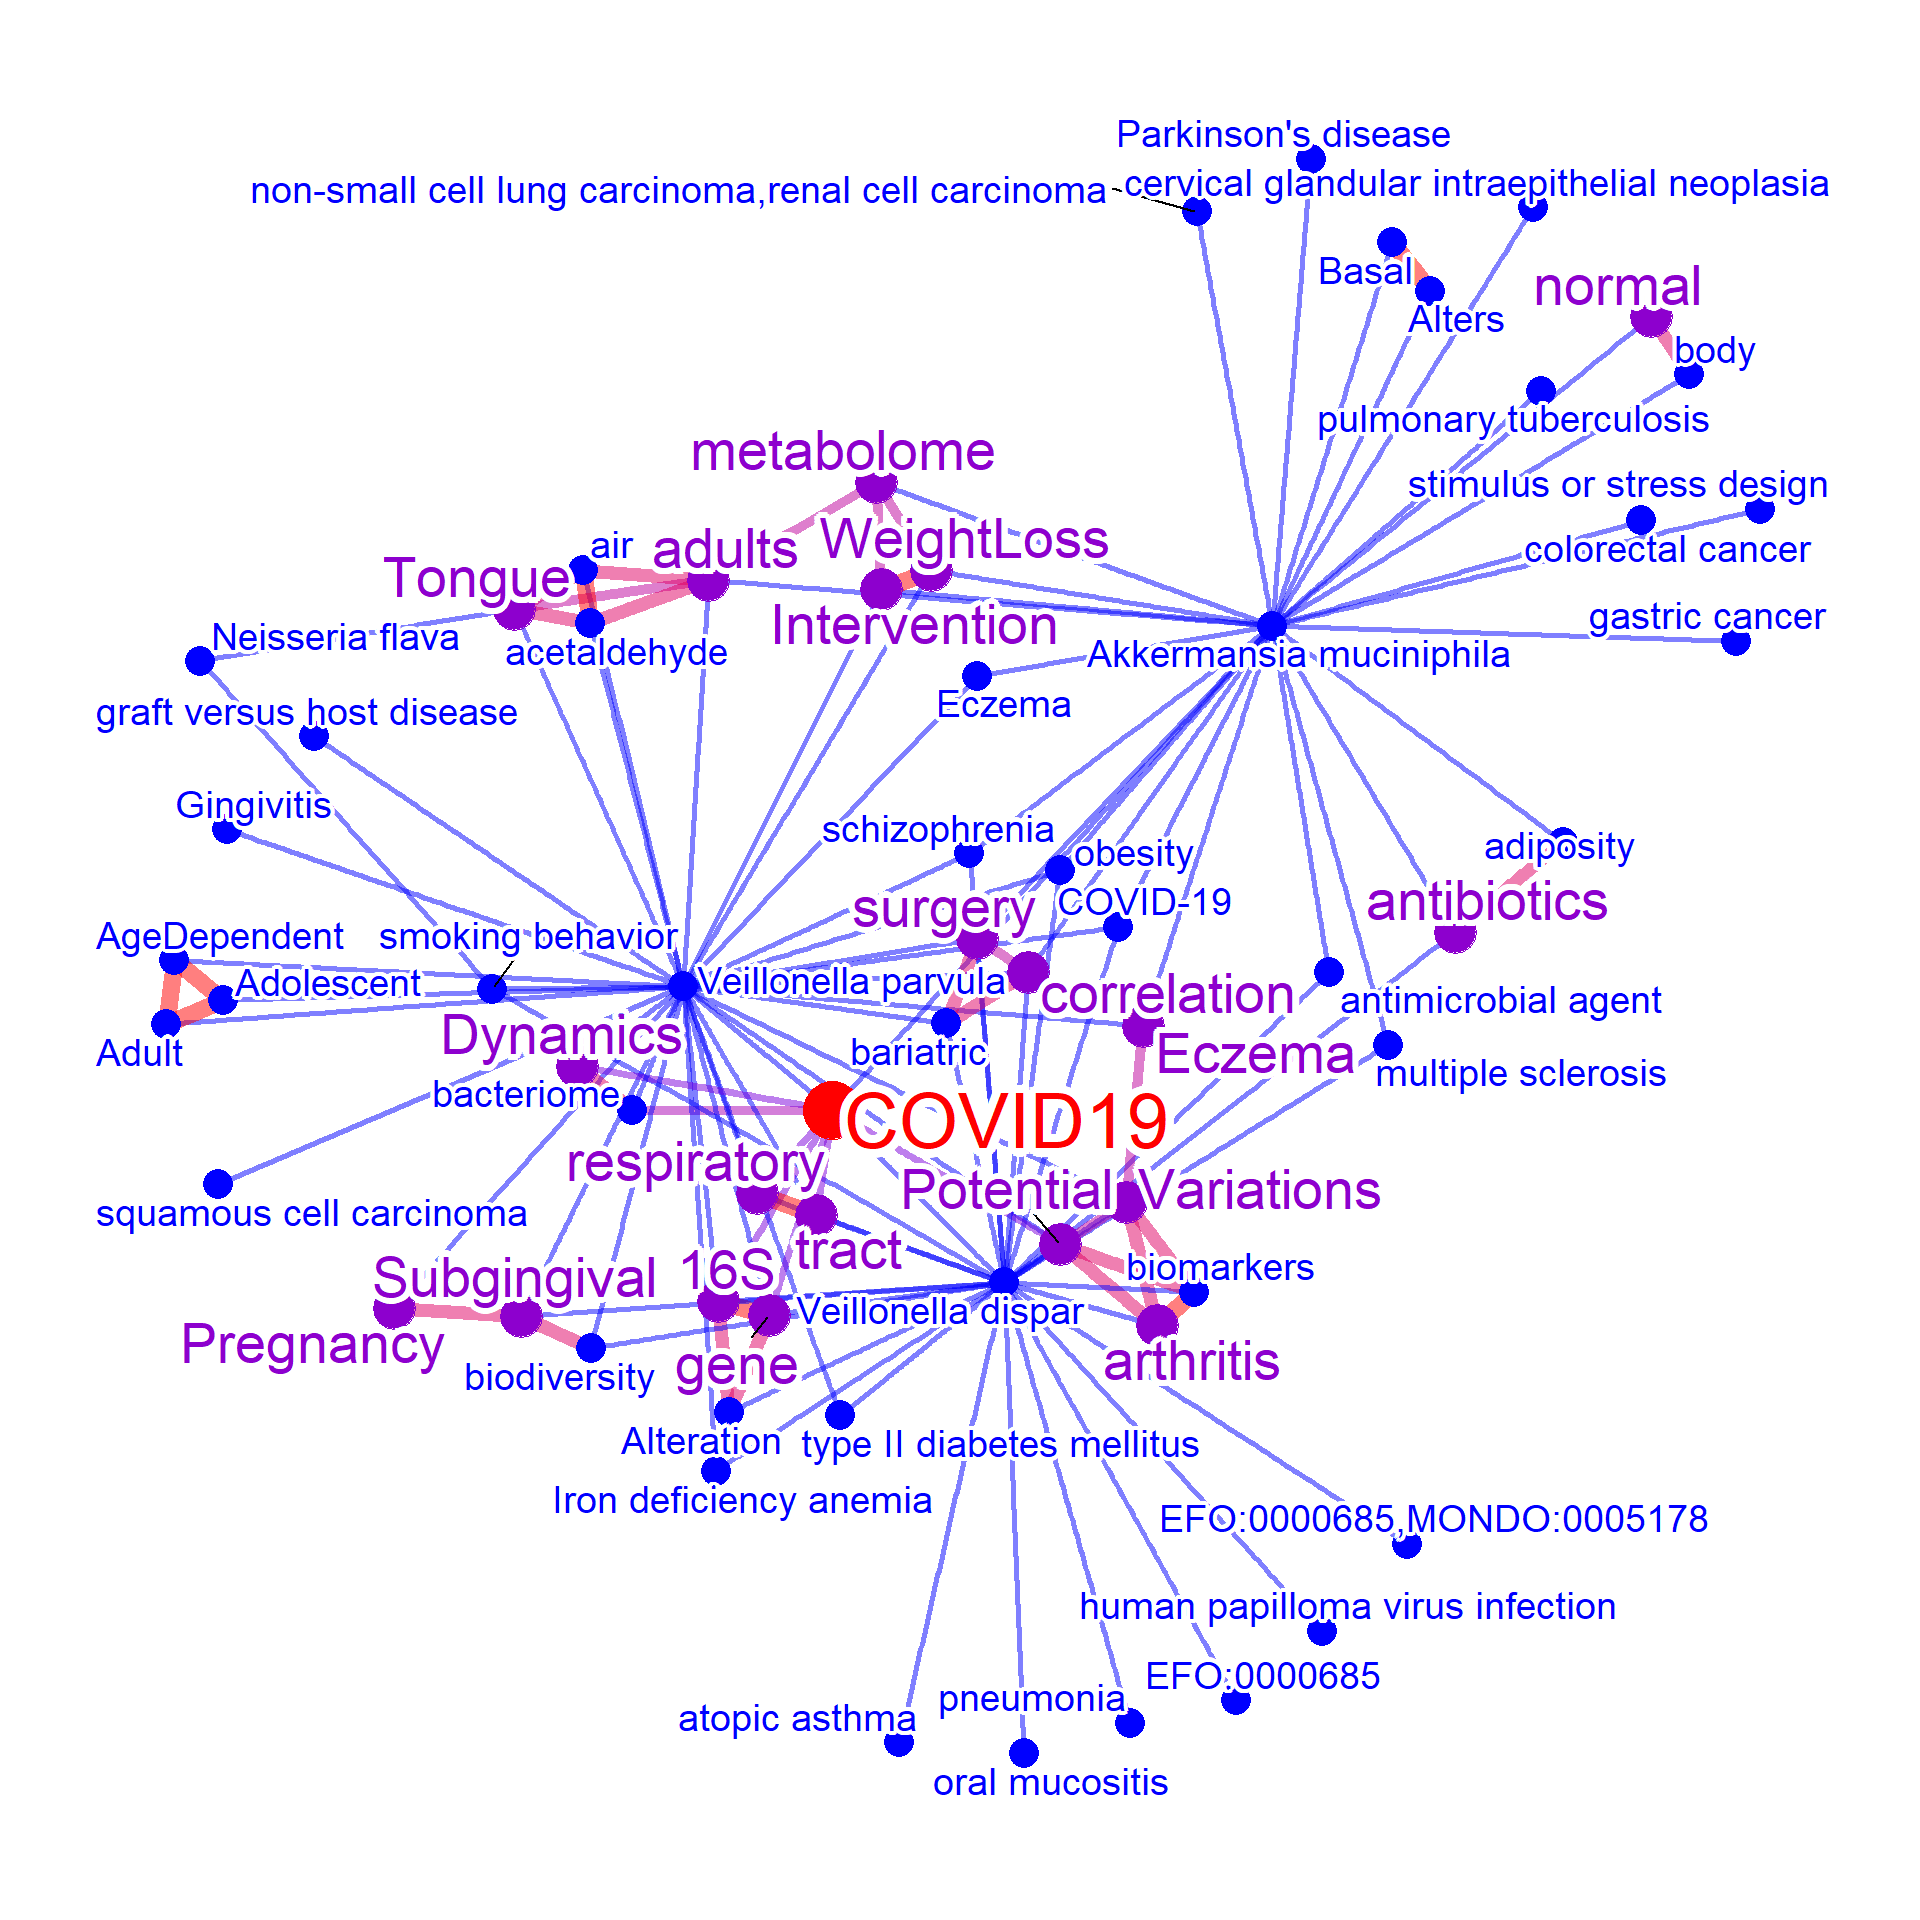 Parkinson's disease
non-small cell lung carcinoma,renal cell carcinoma
cervical glandular intraepithelial neoplasia
Basal
normal
Alters
body
pulmonary tuberculosis
metabolome
stimulus or stress design
WeightLoss
air
adults
colorectal cancer
Tongue
gastric cancer
Intervention
Neisseria flava
acetaldehyde
Akkermansia muciniphila
Eczema
graft versus host disease
Gingivitis
schizophrenia
obesity
adiposity
surgery
COVID-19
antibiotics
AgeDependent
smoking behavior
Adolescent
Veillonella parvula
correlation
antimicrobial agent
Dynamics
Adult
bariatric
Eczema
multiple sclerosis
bacteriome
COVID19
respiratory
Potential
Variations
squamous cell carcinoma
tract
Subgingival
16S
biomarkers
Veillonella dispar
Pregnancy
gene
arthritis
biodiversity
Alteration
type II diabetes mellitus
Iron deficiency anemia
EFO:0000685,MONDO:0005178
human papilloma virus infection
EFO:0000685
pneumonia
atopic asthma
oral mucositis